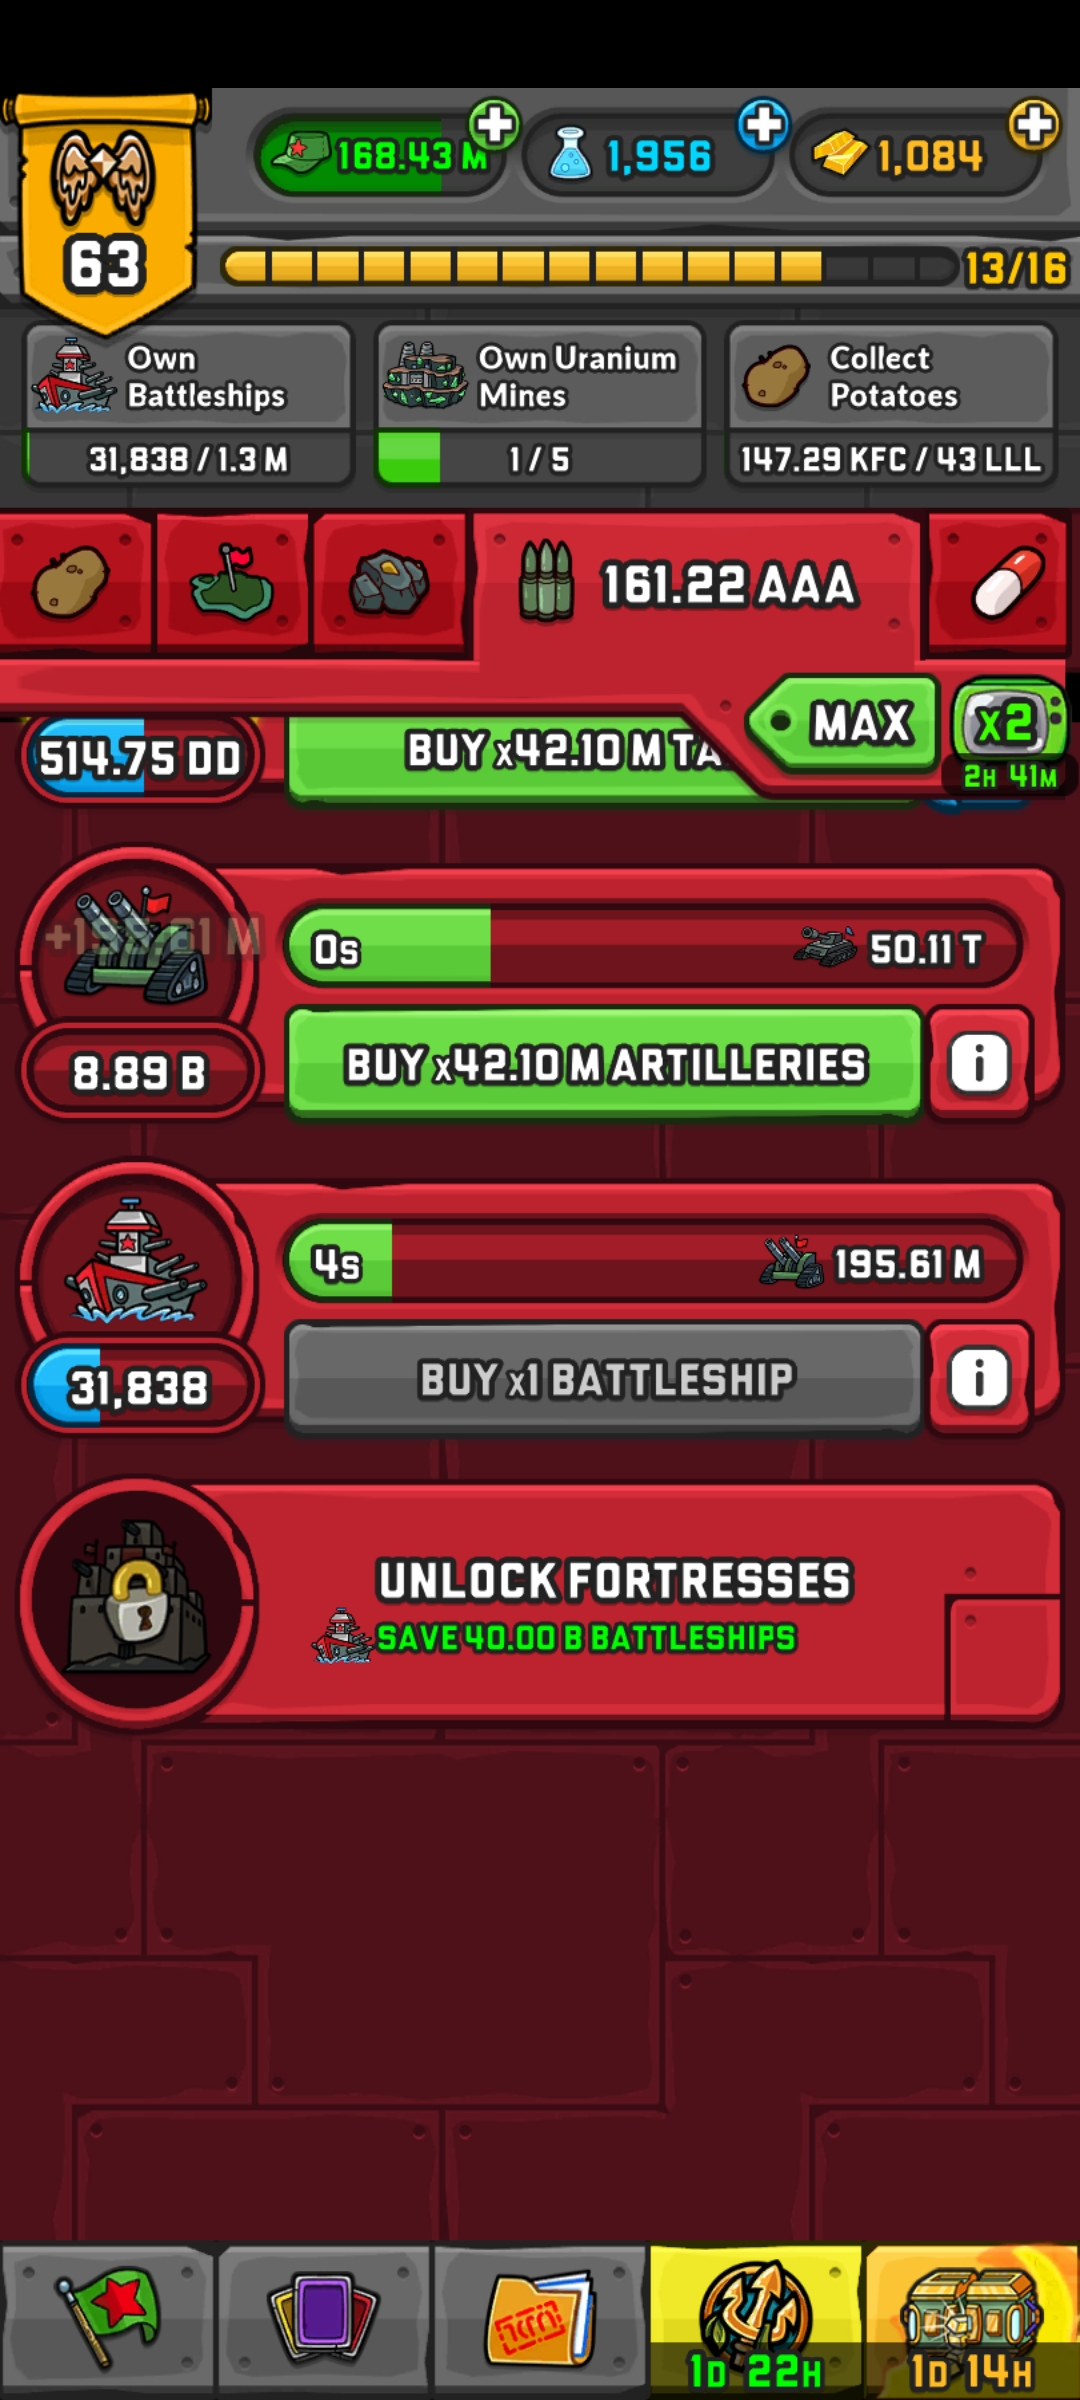 168.43 M
1,956
1,084
63
13/16
Own
Battleships
31,838 / 1.3 M
Own Uranium
Mines
1 / 5
Collect
Potatoes
147.29 KFC / 43 LLL
161.22 AAA
MAX
X2
2H 41M
514.75 DD
BUY x42.10 M TA
0s
50.11 T
8.89 B
BUY x42.10 M ARTILLERIES
i
4s
195.61 M
31,838
BUY x1 BATTLESHIP
i
UNLOCK FORTRESSES
SAVE 40.00 B BATTLESHIPS
1D 22H
1D 14H